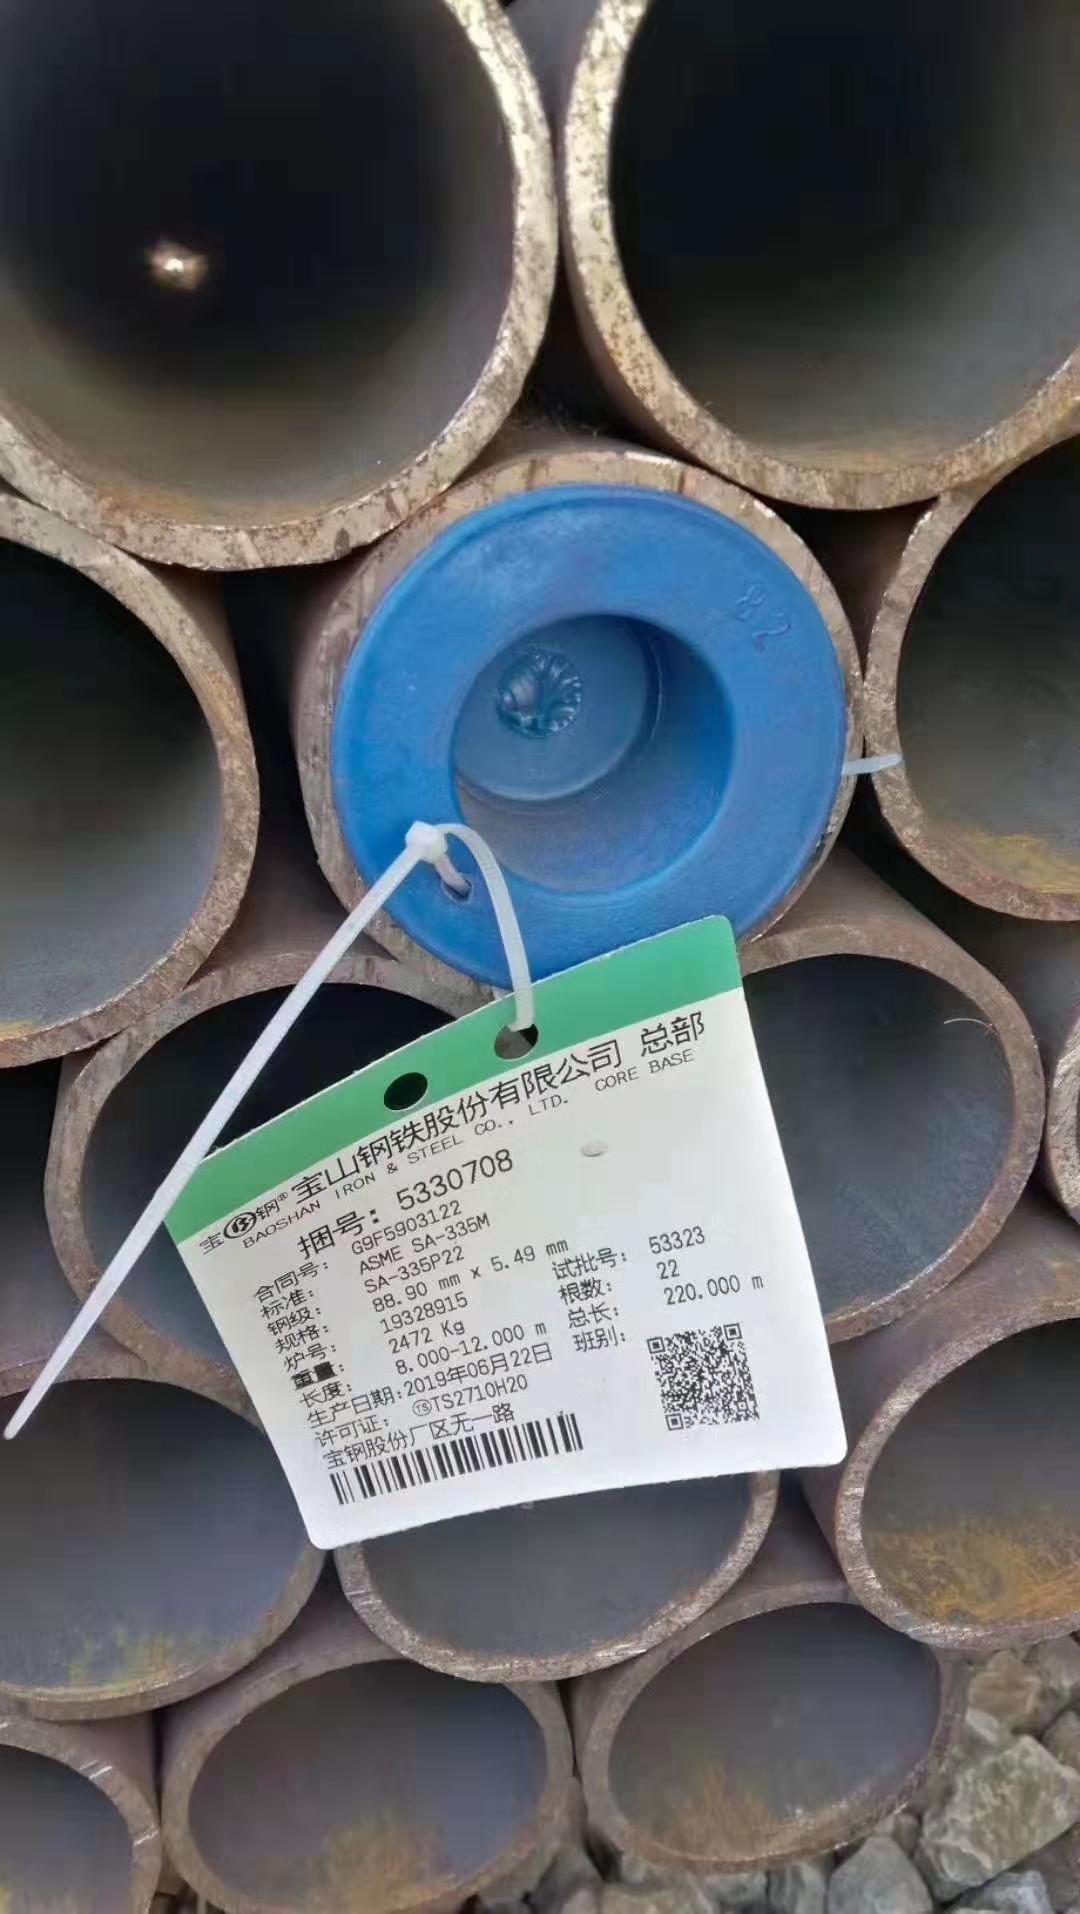 82
宝钢® 宝山钢铁股份有限公司 总部
BAOSHAN IRON & STEEL CO., LTD. CORE BASE
捆号: 5330708
合同号: G9F5903122
标准: ASME SA-335M
钢级: SA-335P22
规格: 88.90 mm x 5.49 mm 试批号: 53323
炉号: 19328915 根数: 22
重量: 2472 Kg 总长: 220.000 m
长度: 8.000-12.000 m 班别:
生产日期: 2019年06月22日
许可证: TSTS2710H20
宝钢股份厂区无一路